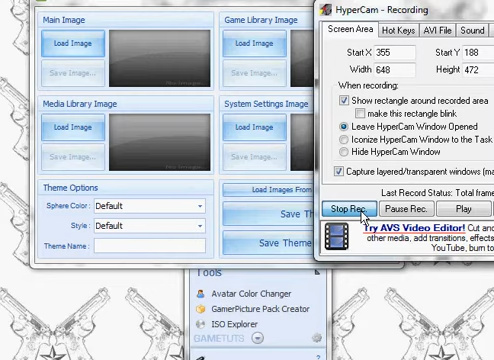 HyperCam - Recording
Main Image
Game Library Image
Load Image
Load Image
Save Image...
Save Image...
Media Library Image
System Settings Image
Load Image
Load Image
Save Image...
Save Image...
Theme Options
Sphere Color : Default
Style : Default
Theme Name :
Load Images From
Save Th
Save Theme
Screen Area Hot Keys AVI File Sound
Start X 355 Start Y 188
Width 648 Height 472
When recording:
Show rectangle around recorded area
make this rectangle blink
Leave HyperCam Window Opened
Iconize HyperCam Window to the Task
Hide HyperCam Window
Capture layered/transparent windows (ma
Last Record Status: Total frame
Stop Rec. Pause Rec. Play
Try AVS Video Editor! Cut an
other media, add transitions, effects
YouTube, burn to
Tools
Avatar Color Changer
GamerPicture Pack Creator
ISO Explorer
GAMETUTS